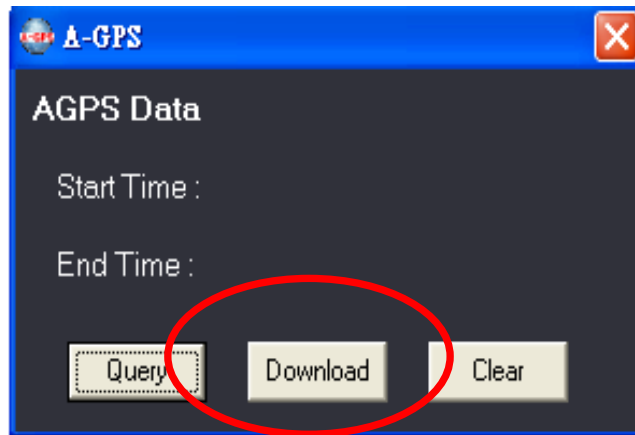 A-GPS
AGPS Data
Start Time :
End Time :
Query Download Clear